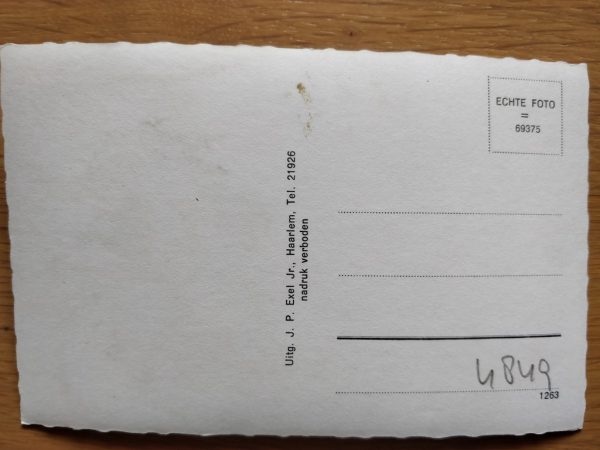 ECHTE FOTO
=
69375
Uitg. J. P. Exel Jr., Haarlem, Tel. 21926
nadruk verboden
4849
1263